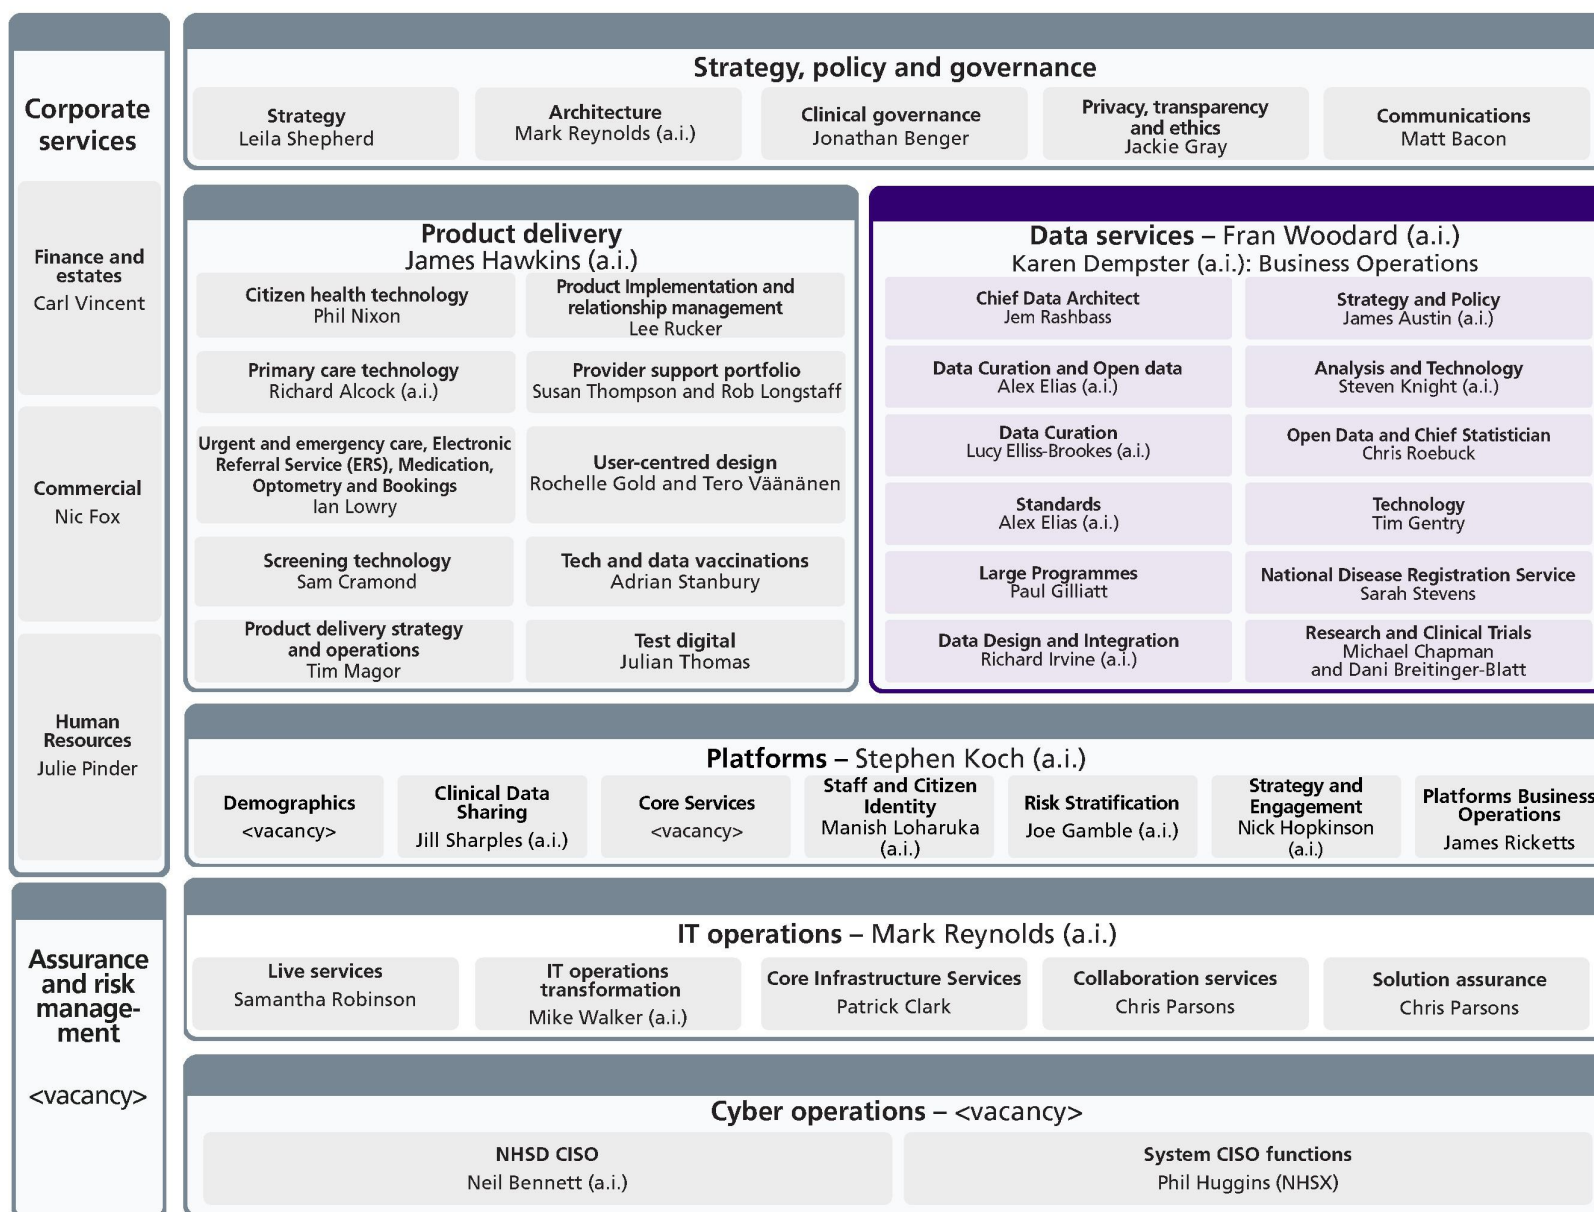 Corporate
services
Finance and
estates
Carl Vincent
Commercial
Nic Fox
Human
Resources
Julie Pinder
Assurance
and risk
manage-
ment
<vacancy>
Strategy, policy and governance
Strategy
Leila Shepherd
Architecture
Mark Reynolds (a.i.)
Clinical governance
Jonathan Benger
Privacy, transparency
and ethics
Jackie Gray
Communications
Matt Bacon
Product delivery
James Hawkins (a.i.)
Citizen health technology
Phil Nixon
Product Implementation and
relationship management
Lee Rucker
Primary care technology
Richard Alcock (a.i.)
Provider support portfolio
Susan Thompson and Rob Longstaff
Urgent and emergency care, Electronic
Referral Service (ERS), Medication,
Optometry and Bookings
Ian Lowry
User-centred design
Rochelle Gold and Tero Väänänen
Screening technology
Sam Cramond
Tech and data vaccinations
Adrian Stanbury
Product delivery strategy
and operations
Tim Magor
Test digital
Julian Thomas
Data services – Fran Woodard (a.i.)
Karen Dempster (a.i.): Business Operations
Chief Data Architect
Jem Rashbass
Strategy and Policy
James Austin (a.i.)
Data Curation and Open data
Alex Elias (a.i.)
Analysis and Technology
Steven Knight (a.i.)
Data Curation
Lucy Elliss-Brookes (a.i.)
Open Data and Chief Statistician
Chris Roebuck
Standards
Alex Elias (a.i.)
Technology
Tim Gentry
Large Programmes
Paul Gilliatt
National Disease Registration Service
Sarah Stevens
Data Design and Integration
Richard Irvine (a.i.)
Research and Clinical Trials
Michael Chapman
and Dani Breitinger-Blatt
Platforms – Stephen Koch (a.i.)
Demographics
<vacancy>
Clinical Data
Sharing
Jill Sharples (a.i.)
Core Services
<vacancy>
Staff and Citizen
Identity
Manish Loharuka
(a.i.)
Risk Stratification
Joe Gamble (a.i.)
Strategy and
Engagement
Nick Hopkinson
(a.i.)
Platforms Business
Operations
James Ricketts
IT operations – Mark Reynolds (a.i.)
Live services
Samantha Robinson
IT operations
transformation
Mike Walker (a.i.)
Core Infrastructure Services
Patrick Clark
Collaboration services
Chris Parsons
Solution assurance
Chris Parsons
Cyber operations – <vacancy>
NHSD CISO
Neil Bennett (a.i.)
System CISO functions
Phil Huggins (NHSX)